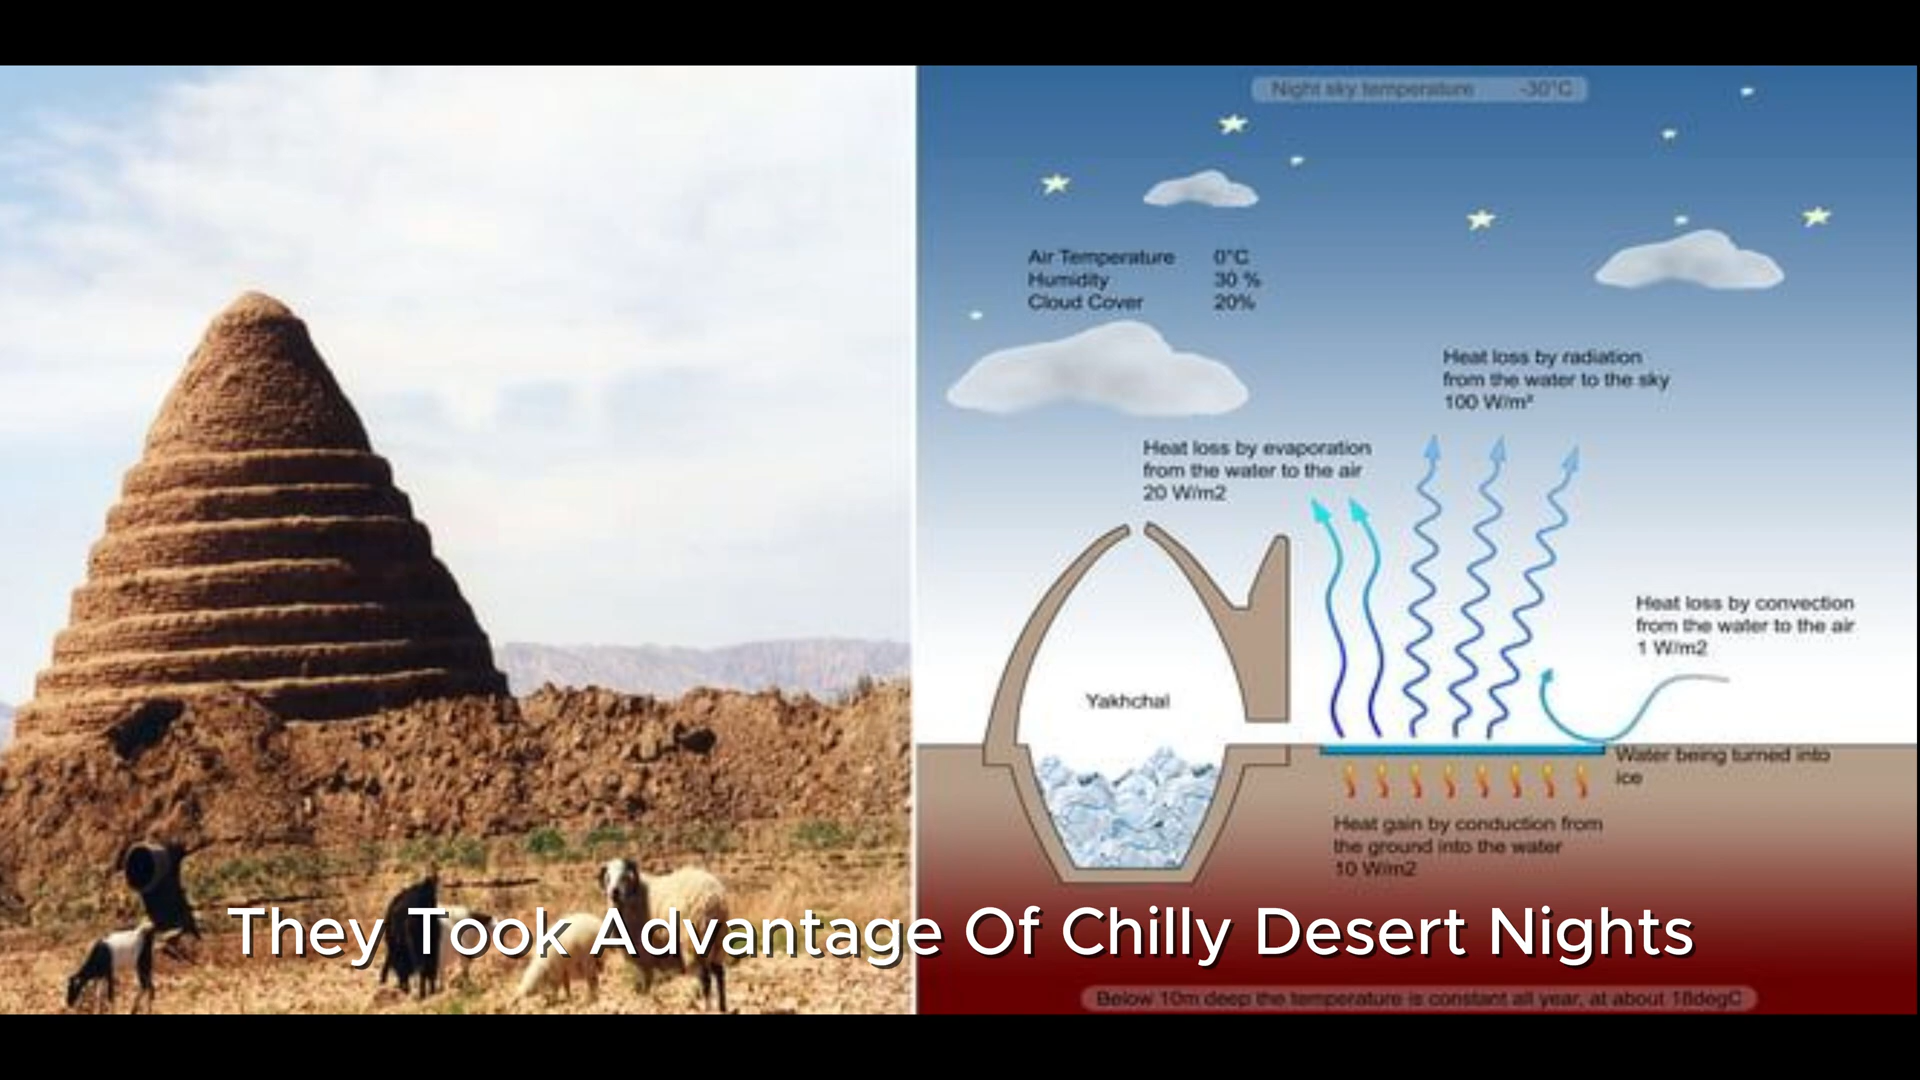 Night sky temperature -30°C
Air Temperature 0°C
Humidity 30 %
Cloud Cover 20%
Heat loss by radiation
from the water to the sky
100 W/m²
Heat loss by evaporation
from the water to the air
20 W/m2
Heat loss by convection
from the water to the air
1 W/m2
Yakhchal
Water being turned into
ice
Heat gain by conduction from
the ground into the water
10 W/m2
They Took Advantage Of Chilly Desert Nights
Below 10m deep the temperature is constant all year, at about 18degC